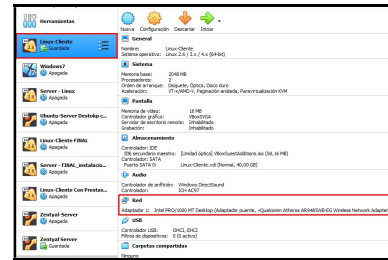 Herramientas
Linux-Cliente
Guardada
Windows7
Apagada
Server - Linux
Apagada
Ubuntu-Server Destokp c...
Apagada
Linux-Cliente FINAL
Apagada
Server - FINAL_instalacio...
Apagada
Linux-Cliente Con Prestas...
Apagada
Zentyal-Server
Apagada
Zentyal Server
Guardada
Nueva Configuración Descartar Iniciar
General
Nombre: Linux-Cliente
Sistema operativo: Linux 2.6 / 3.x / 4.x (64-bit)
Sistema
Memoria base: 2048 MB
Procesadores: 2
Orden de arranque: Disquete, Óptica, Disco duro
Aceleración: VT-x/AMD-V, Paginación anidada, Paravirtualización KVM
Pantalla
Memoria de vídeo: 16 MB
Controlador gráfico: VBoxSVGA
Servidor de escritorio remoto: Inhabilitado
Grabación: Inhabilitado
Almacenamiento
Controlador: IDE
IDE secundario maestro: [Unidad óptica] VBoxGuestAdditions.iso (58,16 MB)
Controlador: SATA
Puerto SATA 0: Linux-Cliente.vdi (Normal, 40,00 GB)
Audio
Controlador de anfitrión: Windows DirectSound
Controlador: ICH AC97
Red
Adaptador 1: Intel PRO/1000 MT Desktop (Adaptador puente, «Qualcomm Atheros AR9485WB-EG Wireless Network Adapter
USB
Controlador USB: OHCI, EHCI
Filtros de dispositivos: 0 (0 activo)
Carpetas compartidas
Ninguno